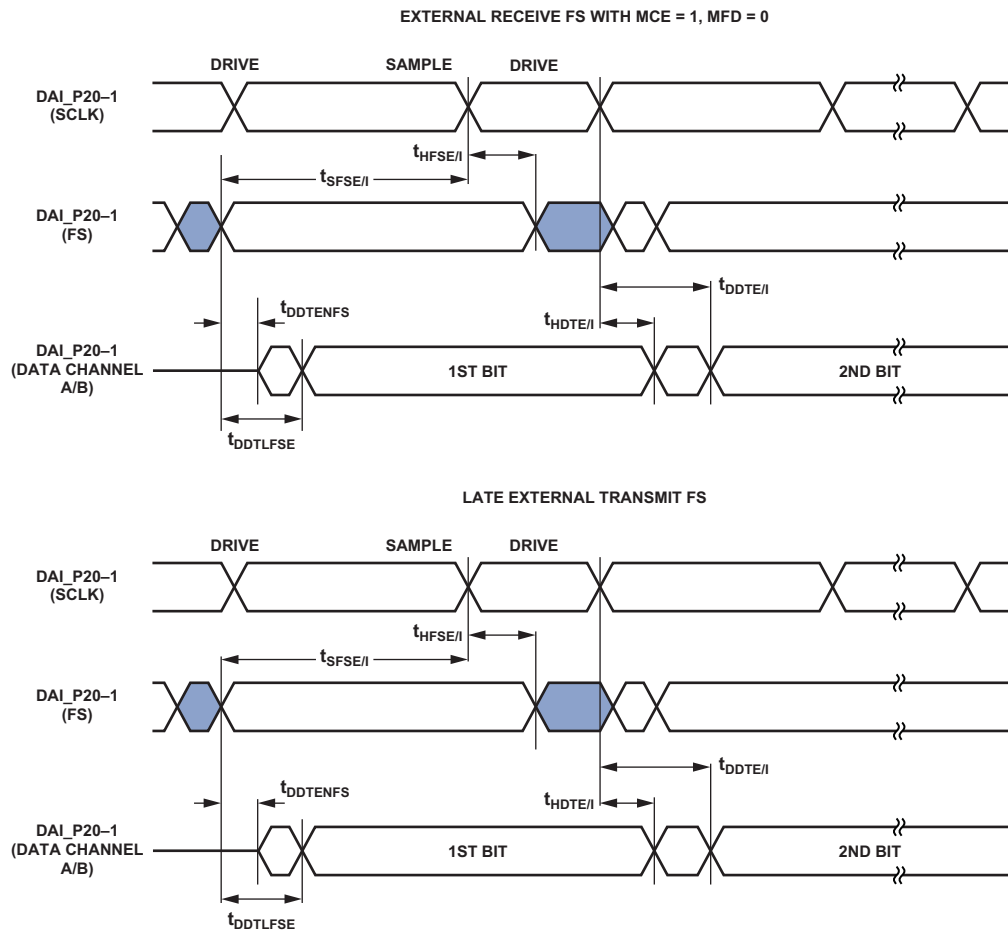 EXTERNAL RECEIVE FS WITH MCE = 1, MFD = 0
DRIVE SAMPLE DRIVE
DAI_P20–1
(SCLK)
tHFSE/I
tSFSE/I
DAI_P20–1
(FS)
tDDTE/I
tDDTENFS
tHDTE/I
DAI_P20–1
(DATA CHANNEL
A/B)
1ST BIT 2ND BIT
tDDTLFSE
LATE EXTERNAL TRANSMIT FS
DRIVE SAMPLE DRIVE
DAI_P20–1
(SCLK)
tHFSE/I
tSFSE/I
DAI_P20–1
(FS)
tDDTE/I
tDDTENFS
tHDTE/I
DAI_P20–1
(DATA CHANNEL
A/B)
1ST BIT 2ND BIT
tDDTLFSE